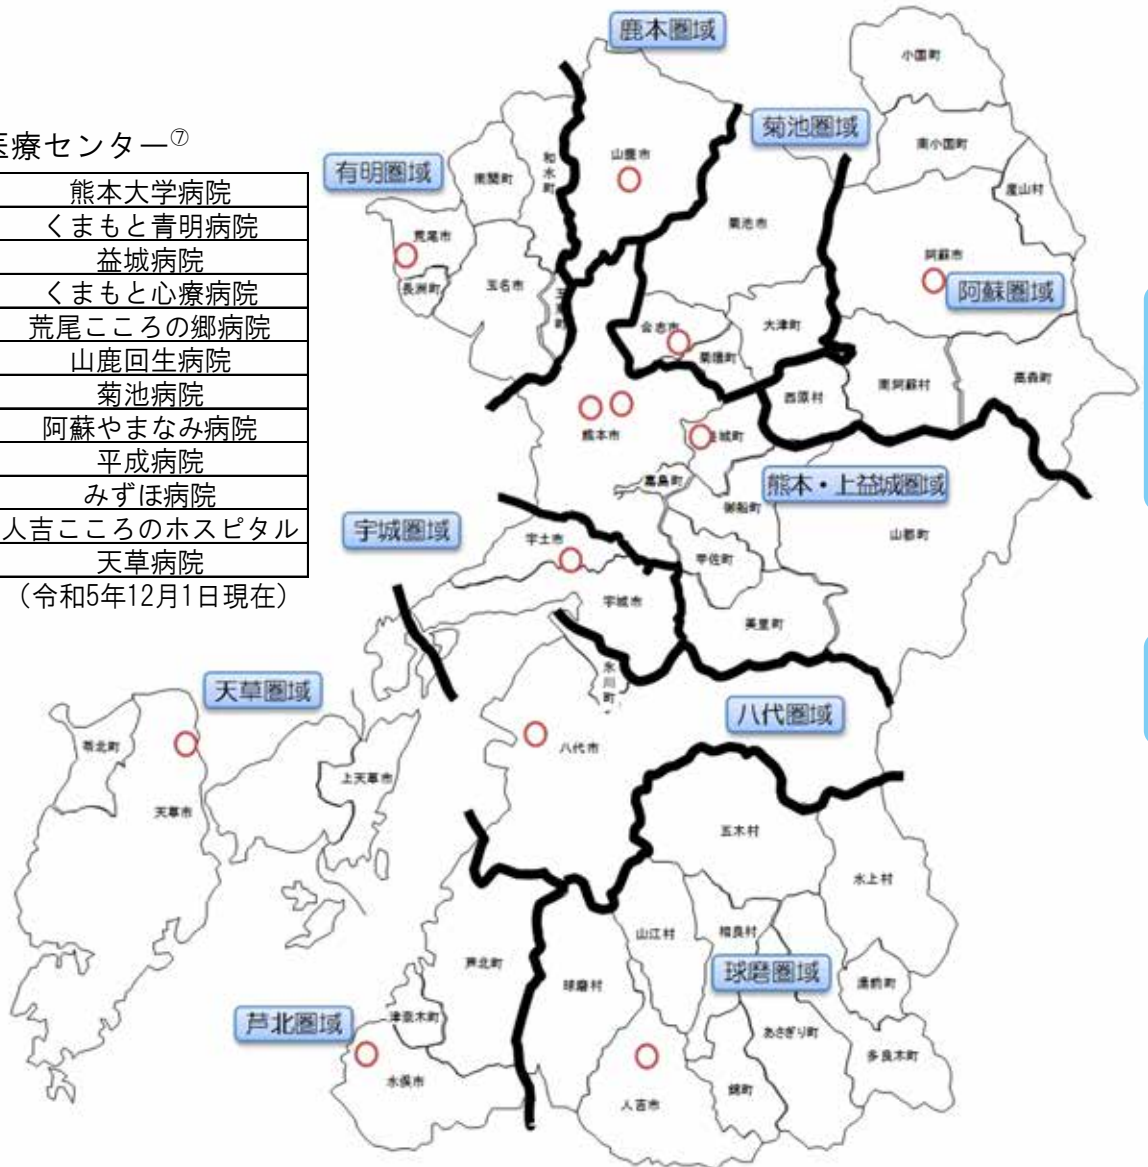 医療センター⑦
熊本大学病院
くまもと青明病院
益城病院
くまもと心療病院
荒尾こころの郷病院
山鹿回生病院
菊池病院
阿蘇やまなみ病院
平成病院
みずほ病院
人吉こころのホスピタル
天草病院
（令和5年12月1日現在）
鹿本圏域
小国町
菊池圏域
南小国町
山鹿市
和水町
有明圏域
南関町
産山村
菊池市
荒尾市
阿蘇市
長洲町
玉名市
阿蘇圏域
合志市
大津町
菊陽町
南阿蘇村
高森町
西原村
熊本市
益城町
嘉島町
熊本・上益城圏域
御船町
宇城圏域
宇土市
山都町
甲佐町
宇城市
美里町
氷川町
天草圏域
八代圏域
苓北町
八代市
上天草市
天草市
五木村
水上村
山江村
相良村
芦北町
球磨圏域
球磨村
湯前町
芦北圏域
津奈木町
あさぎり町
多良木町
水俣市
錦町
人吉市